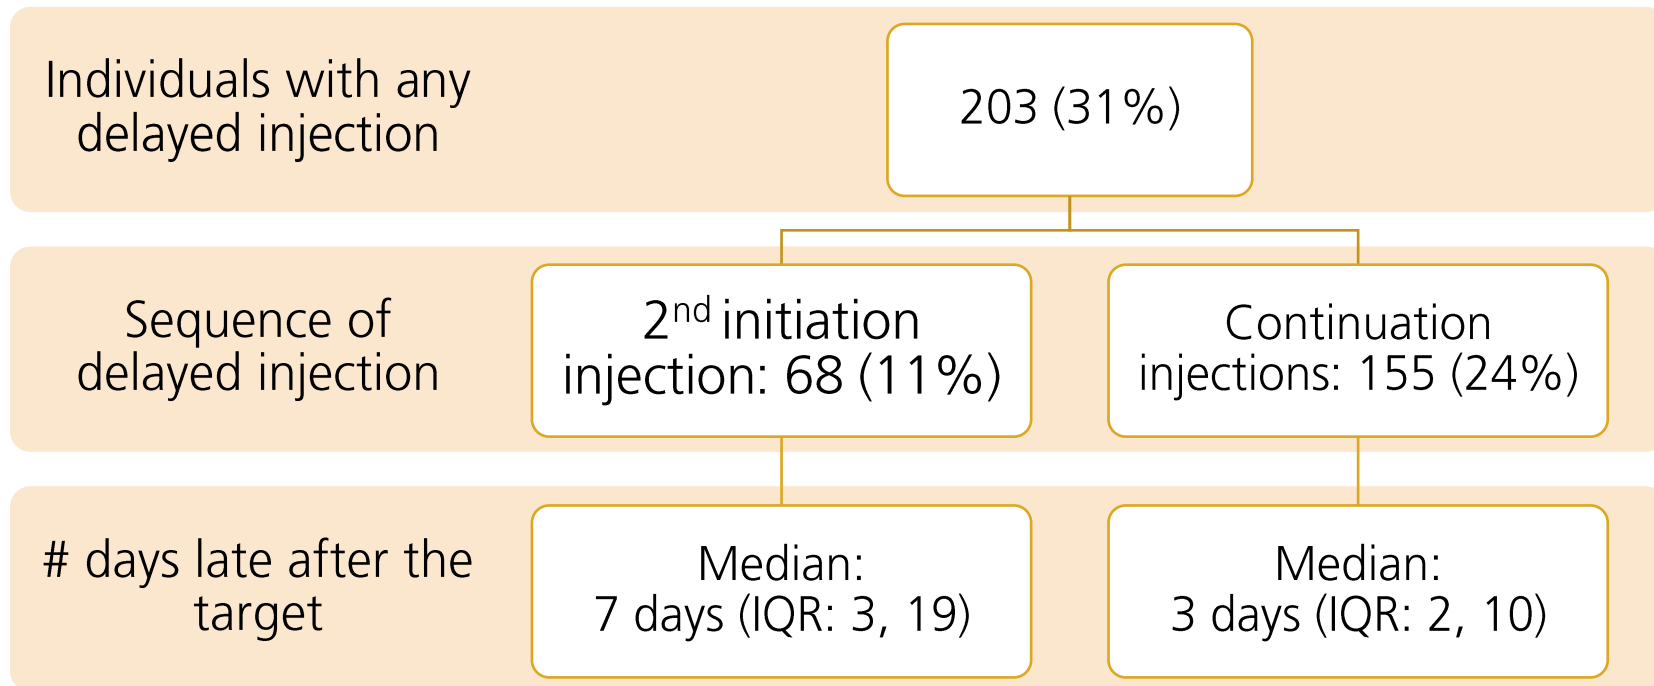 Individuals with any
delayed injection
203 (31%)
Sequence of
delayed injection
2nd initiation
injection: 68 (11%)
Continuation
injections: 155 (24%)
# days late after the
target
Median:
7 days (IQR: 3, 19)
Median:
3 days (IQR: 2, 10)